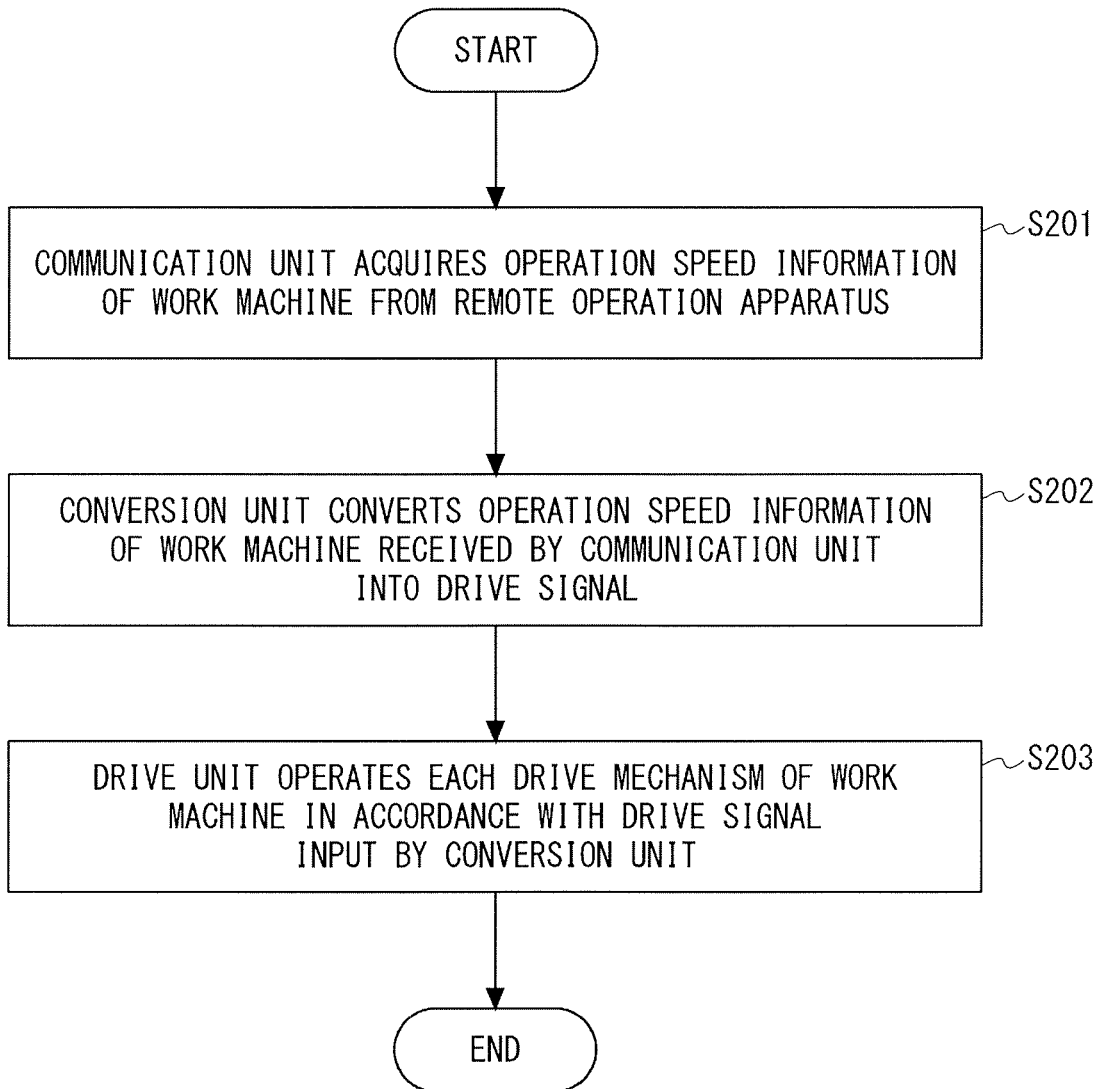 START
S201
COMMUNICATION UNIT ACQUIRES OPERATION SPEED INFORMATION
OF WORK MACHINE FROM REMOTE OPERATION APPARATUS
S202
CONVERSION UNIT CONVERTS OPERATION SPEED INFORMATION
OF WORK MACHINE RECEIVED BY COMMUNICATION UNIT
INTO DRIVE SIGNAL
S203
DRIVE UNIT OPERATES EACH DRIVE MECHANISM OF WORK
MACHINE IN ACCORDANCE WITH DRIVE SIGNAL
INPUT BY CONVERSION UNIT
END